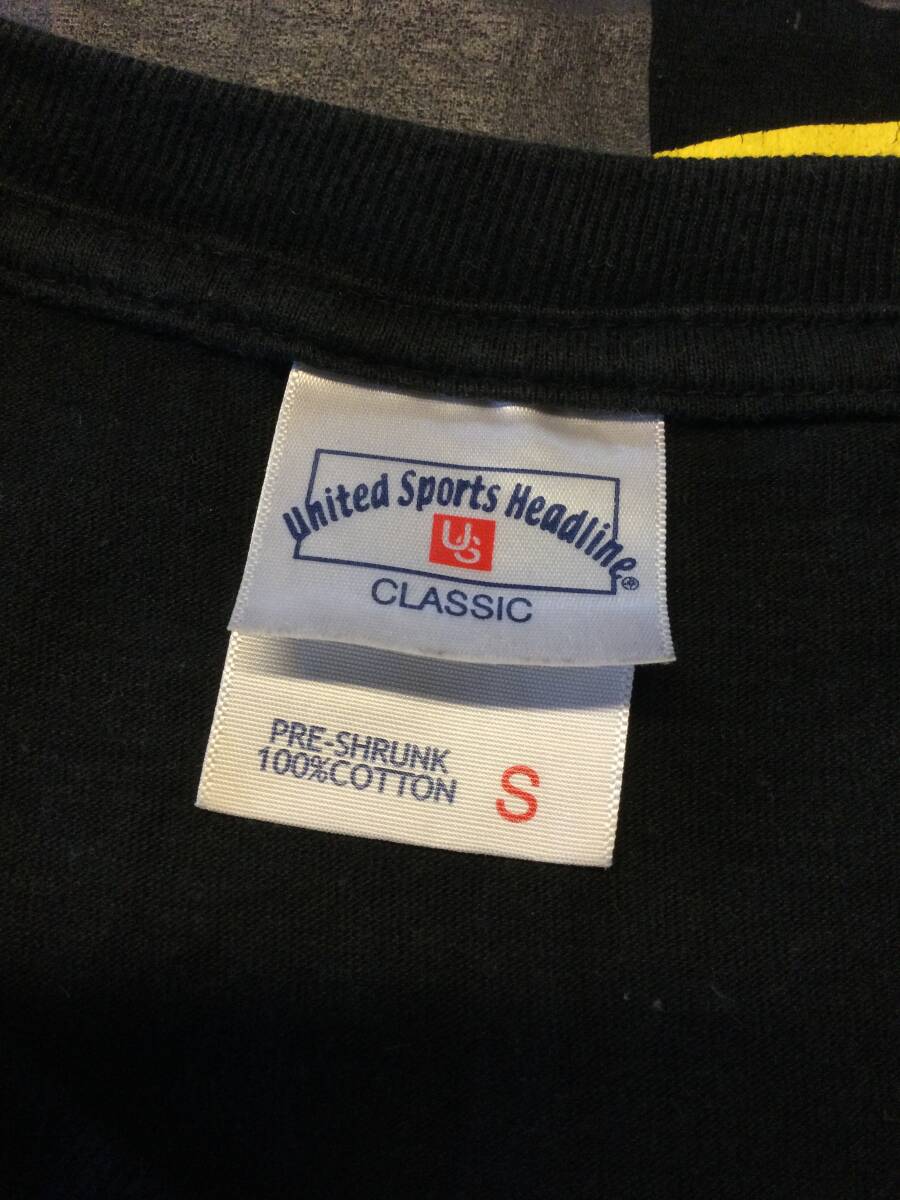 United Sports Headline®
US
CLASSIC
PRE-SHRUNK
100%COTTON
S